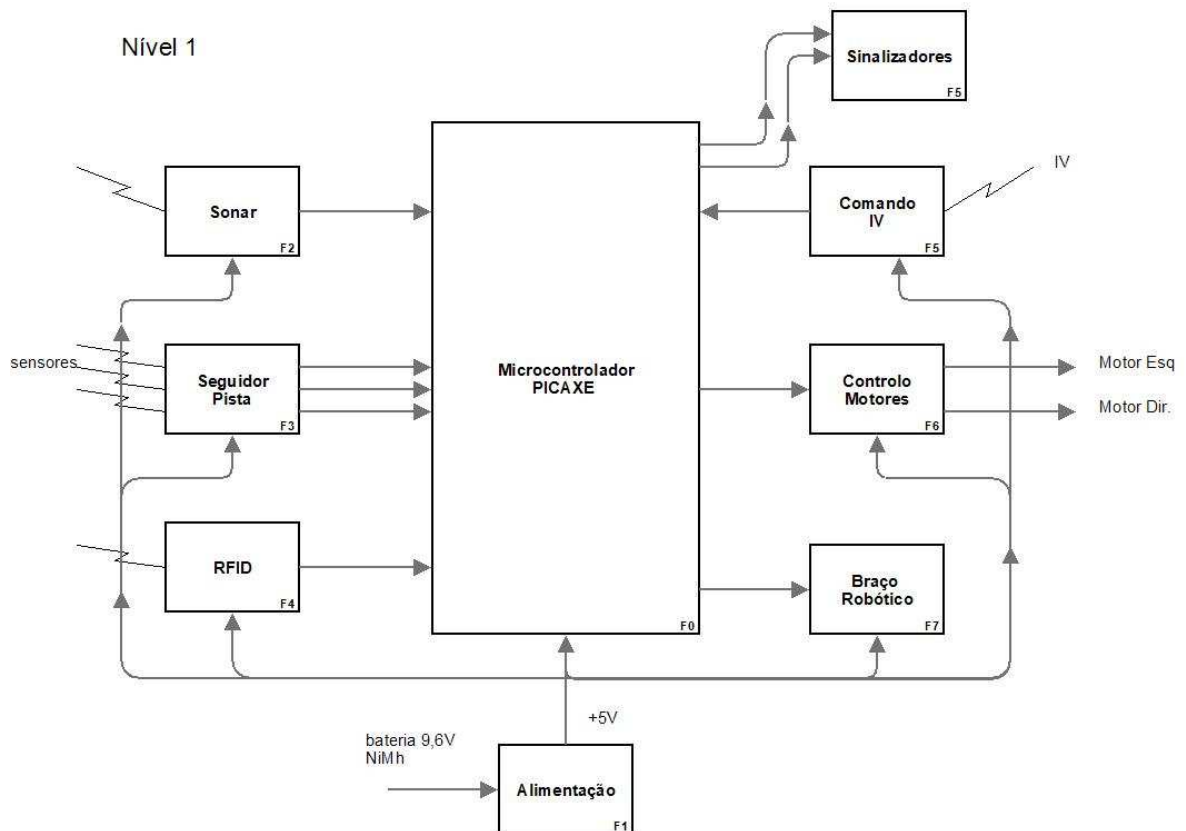 Nível 1
Sinalizadores
F5
Sonar
F2
IV
Comando
IV
F5
sensores
Seguidor
Pista
F3
Microcontrolador
PICAXE
F0
Controlo
Motores
F6
Motor Esq
Motor Dir.
RFID
F4
Braço
Robótico
F7
+5V
bateria 9,6V
NiMh
Alimentação
F1